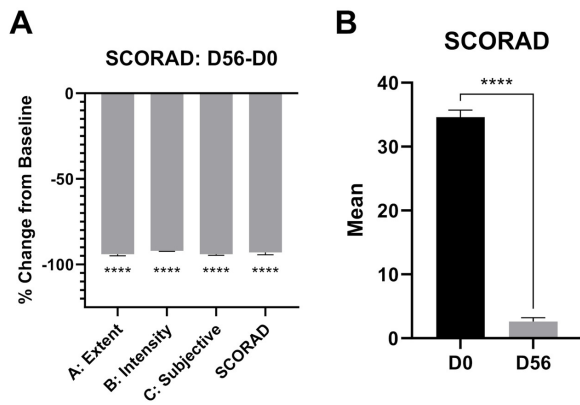 A
SCORAD: D56-D0
% Change from Baseline
0
-50
-100
**** **** **** ****
A: Extent
B: Intensity
C: Subjective
SCORAD
B
SCORAD
****
Mean
40
30
20
10
0
D0 D56